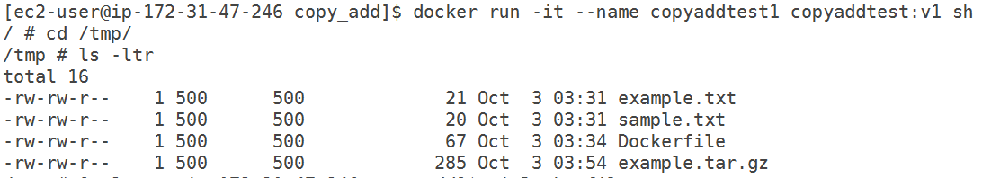 [ec2-user@ip-172-31-47-246 copy_add]$ docker run -it --name copyaddtest1 copyaddtest:v1 sh
/ # cd /tmp/
/tmp # ls -ltr
total 16
-rw-rw-r-- 1 500 500 21 Oct 3 03:31 example.txt
-rw-rw-r-- 1 500 500 20 Oct 3 03:31 sample.txt
-rw-rw-r-- 1 500 500 67 Oct 3 03:34 Dockerfile
-rw-rw-r-- 1 500 500 285 Oct 3 03:54 example.tar.gz